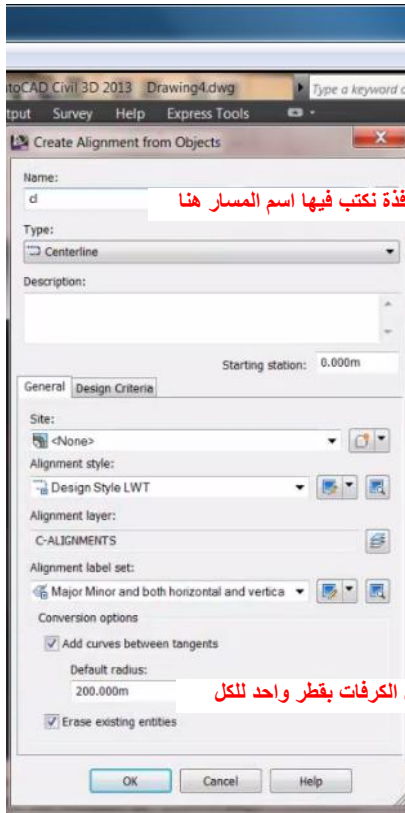 toCAD Civil 3D 2013 Drawing4.dwg Type a keyword
tput Survey Help Express Tools
Create Alignment from Objects
Name:
cl
فذة نكتب فيها اسم المسار هنا
Type:
Centerline
Description:
Starting station: 0.000m
General Design Criteria
Site:
<None>
Alignment style:
Design Style LWT
Alignment layer:
C-ALIGNMENTS
Alignment label set:
Major Minor and both horizontal and vertica
Conversion options
Add curves between tangents
Default radius:
200.000m
الكرفات بقطر واحد للكل
Erase existing entities
OK Cancel Help